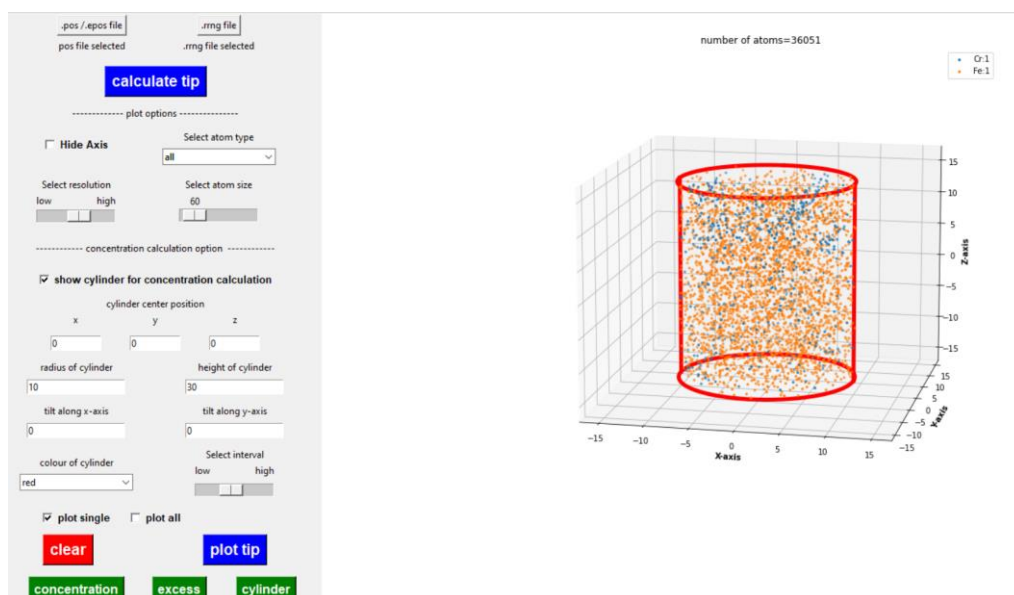 .pos /.epos file .rrng file
pos file selected .rrng file selected
calculate tip
------------- plot options ---------------
Hide Axis
Select atom type
all
Select resolution Select atom size
low high 60
----------- concentration calculation option -----------
show cylinder for concentration calculation
cylinder center position
x y z
0 0 0
radius of cylinder height of cylinder
10 30
tilt along x-axis tilt along y-axis
0 0
colour of cylinder Select interval
red low high
plot single plot all
clear plot tip
concentration excess cylinder
number of atoms=36051
Cr:1
Fe:1
15
10
5
0
−5
−10
−15
Z-axis
15
10
5
0
−5
−10
Y-axis
−15 −10 −5 0 5 10 15
X-axis